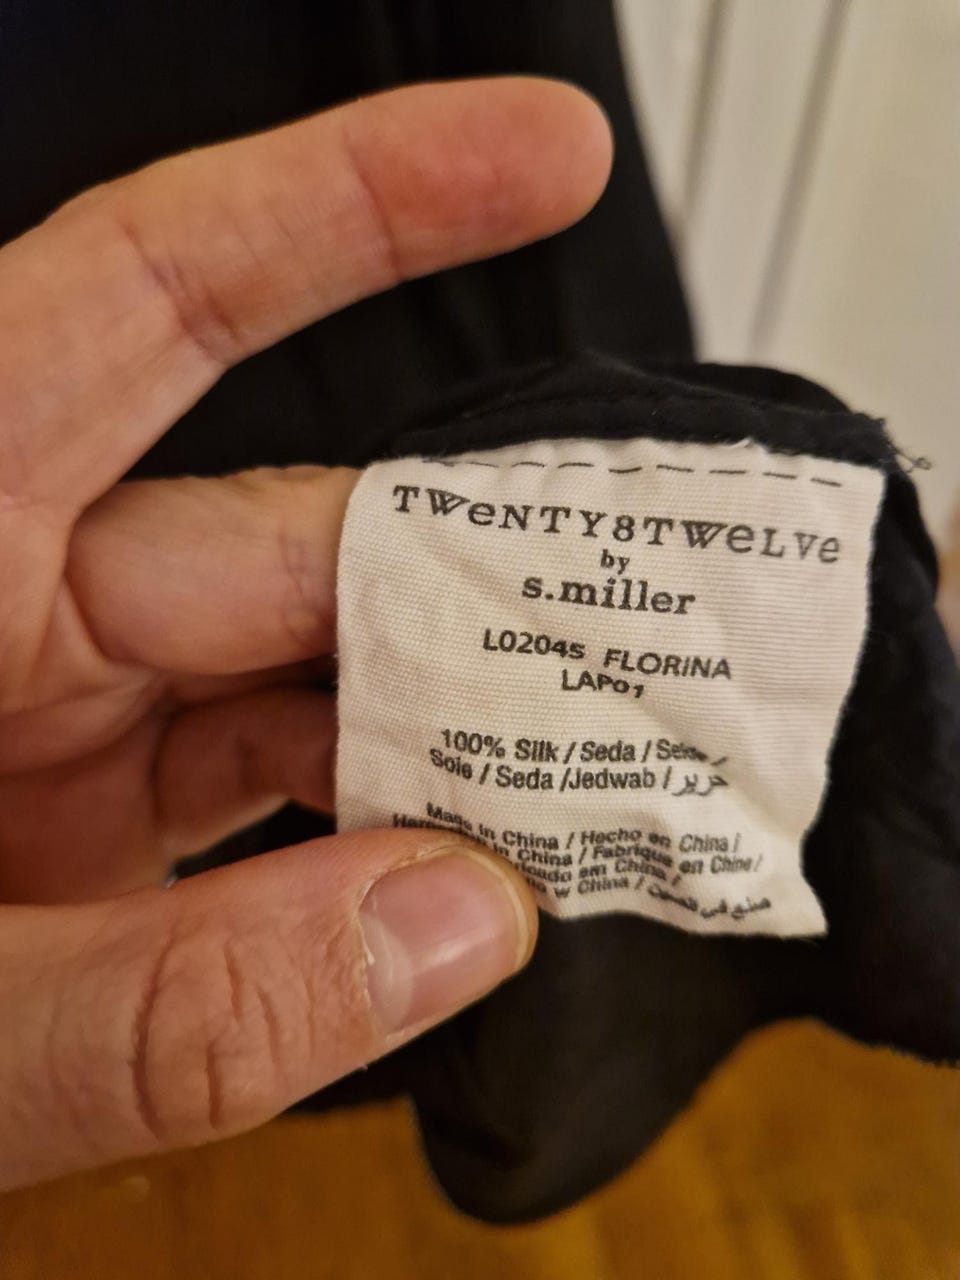 TWeNTY8TWeLVe
by
s.miller
L0204s FLORINA
LAP01
100% Silk / Seda / Seide /
Soie / Seda /Jedwab / حرير
Made in China / Hecho en China /
in China / Fabriqué en Chine /
em China /
w China / صنع في الصين